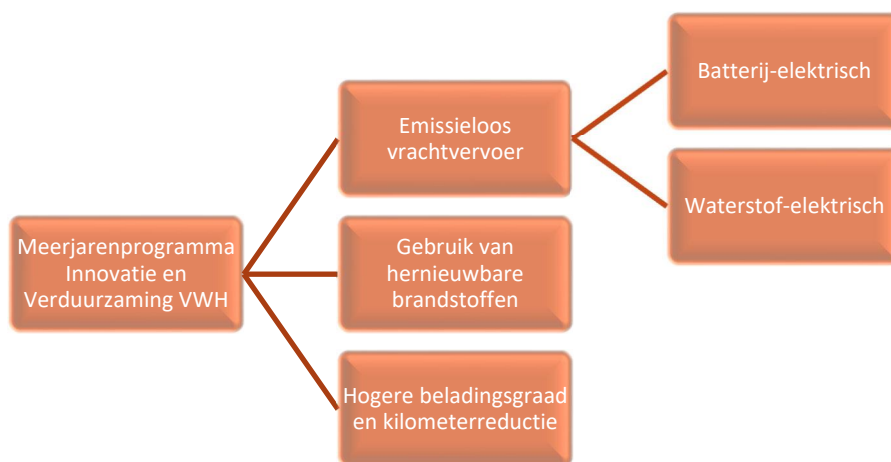 Meerjarenprogramma
Innovatie en
Verduurzaming VWH
Emissieloos
vrachtvervoer
Gebruik van
hernieuwbare
brandstoffen
Hogere beladingsgraad
en kilometerreductie
Batterij-elektrisch
Waterstof-elektrisch